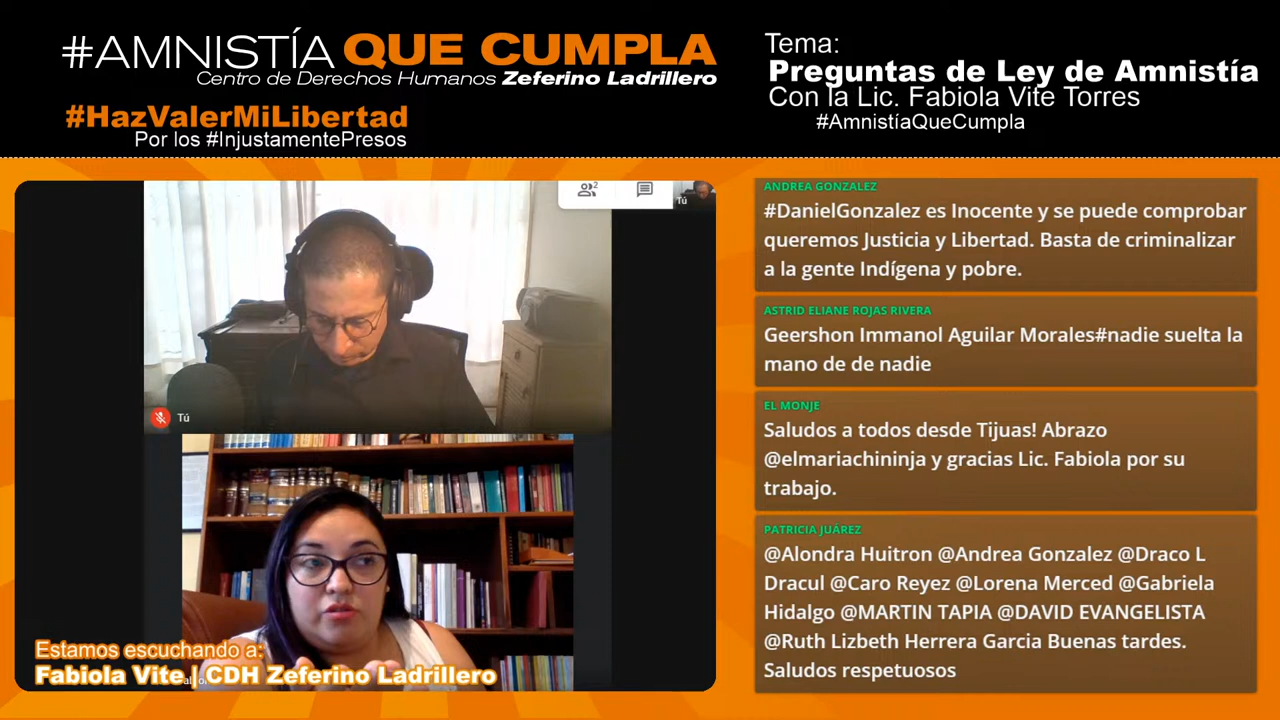 #AMNISTÍA QUE CUMPLA
Centro de Derechos Humanos Zeferino Ladrillero
#HazValerMiLibertad
Por los #InjustamentePresos
Tema:
Preguntas de Ley de Amnistía
Con la Lic. Fabiola Vite Torres
#AmnistíaQueCumpla
2
Tú
Tú
Estamos escuchando a:
Fabiola Vite | CDH Zeferino Ladrillero
ANDREA GONZALEZ
#DanielGonzalez es Inocente y se puede comprobar
queremos Justicia y Libertad. Basta de criminalizar
a la gente Indígena y pobre.
ASTRID ELIANE ROJAS RIVERA
Geershon Immanol Aguilar Morales#nadie suelta la
mano de de nadie
EL MONJE
Saludos a todos desde Tijuas! Abrazo
@elmariachininja y gracias Lic. Fabiola por su
trabajo.
PATRICIA JUÁREZ
@Alondra Huitron @Andrea Gonzalez @Draco L
Dracul @Caro Reyez @Lorena Merced @Gabriela
Hidalgo @MARTIN TAPIA @DAVID EVANGELISTA
@Ruth Lizbeth Herrera Garcia Buenas tardes.
Saludos respetuosos